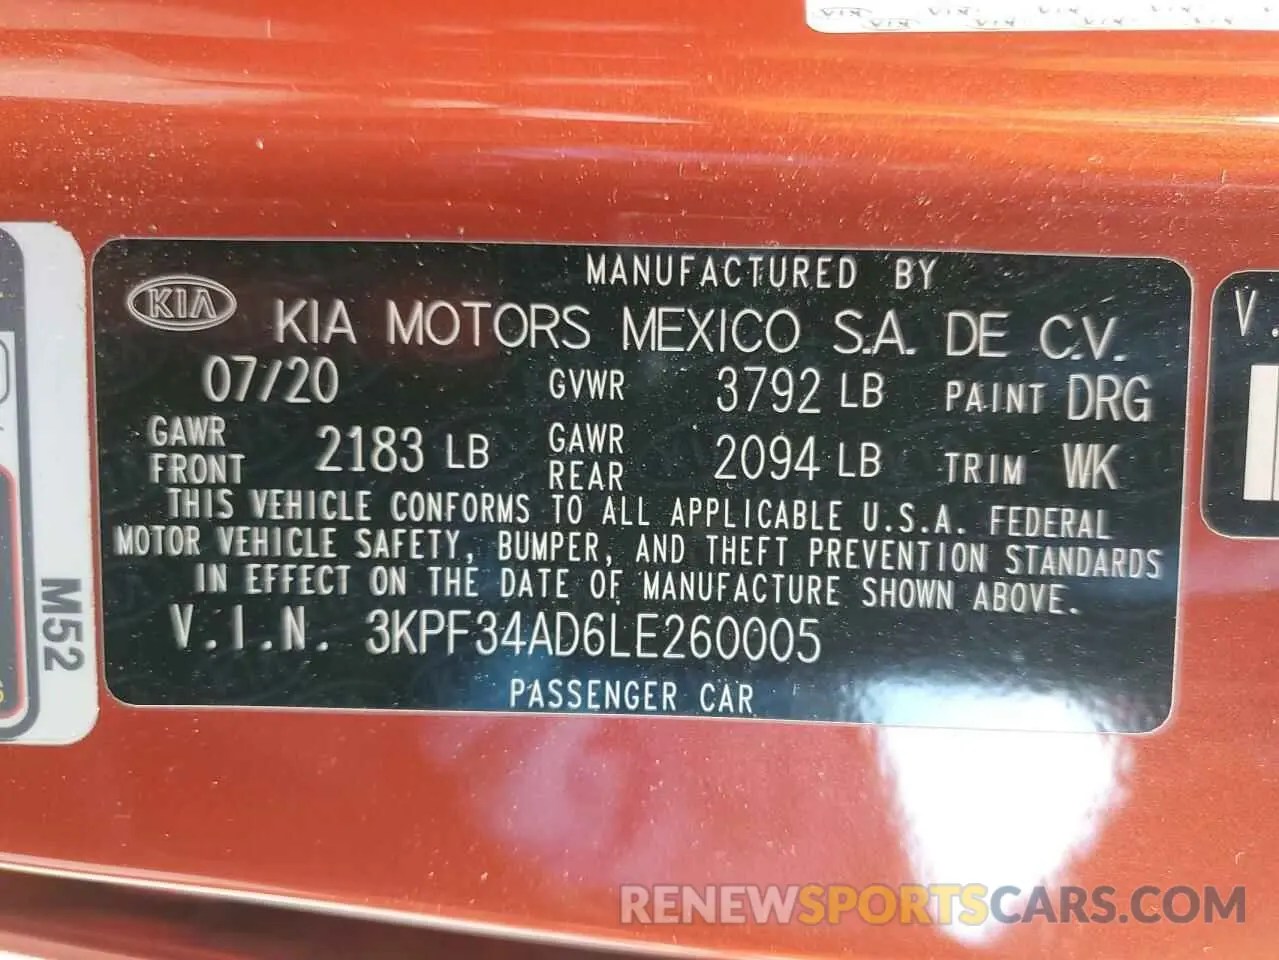 MANUFACTURED BY
KIA KIA MOTORS MEXICO S.A. DE C.V.
07/20 GVWR 3792 LB PAINT DRG
GAWR FRONT 2183 LB GAWR REAR 2094 LB TRIM WK
THIS VEHICLE CONFORMS TO ALL APPLICABLE U.S.A. FEDERAL
MOTOR VEHICLE SAFETY, BUMPER, AND THEFT PREVENTION STANDARDS
IN EFFECT ON THE DATE OF MANUFACTURE SHOWN ABOVE.
V.I.N. 3KPF34AD6LE260005
PASSENGER CAR
M52
V.
RENEWSPORTSCARS.COM